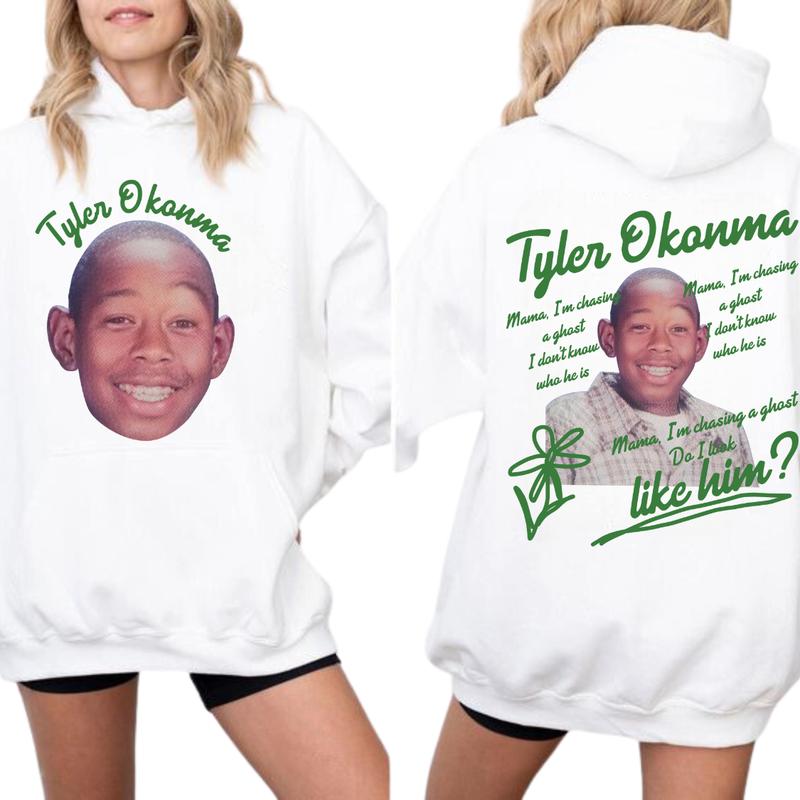 Tyler Okonma
Tyler Okonma
Mama, I'm chasing
a ghost
I don't know
who he is
Mama, I'm chasing
a ghost
I don't know
who he is
Mama, I'm chasing a ghost
Do I look
like him?